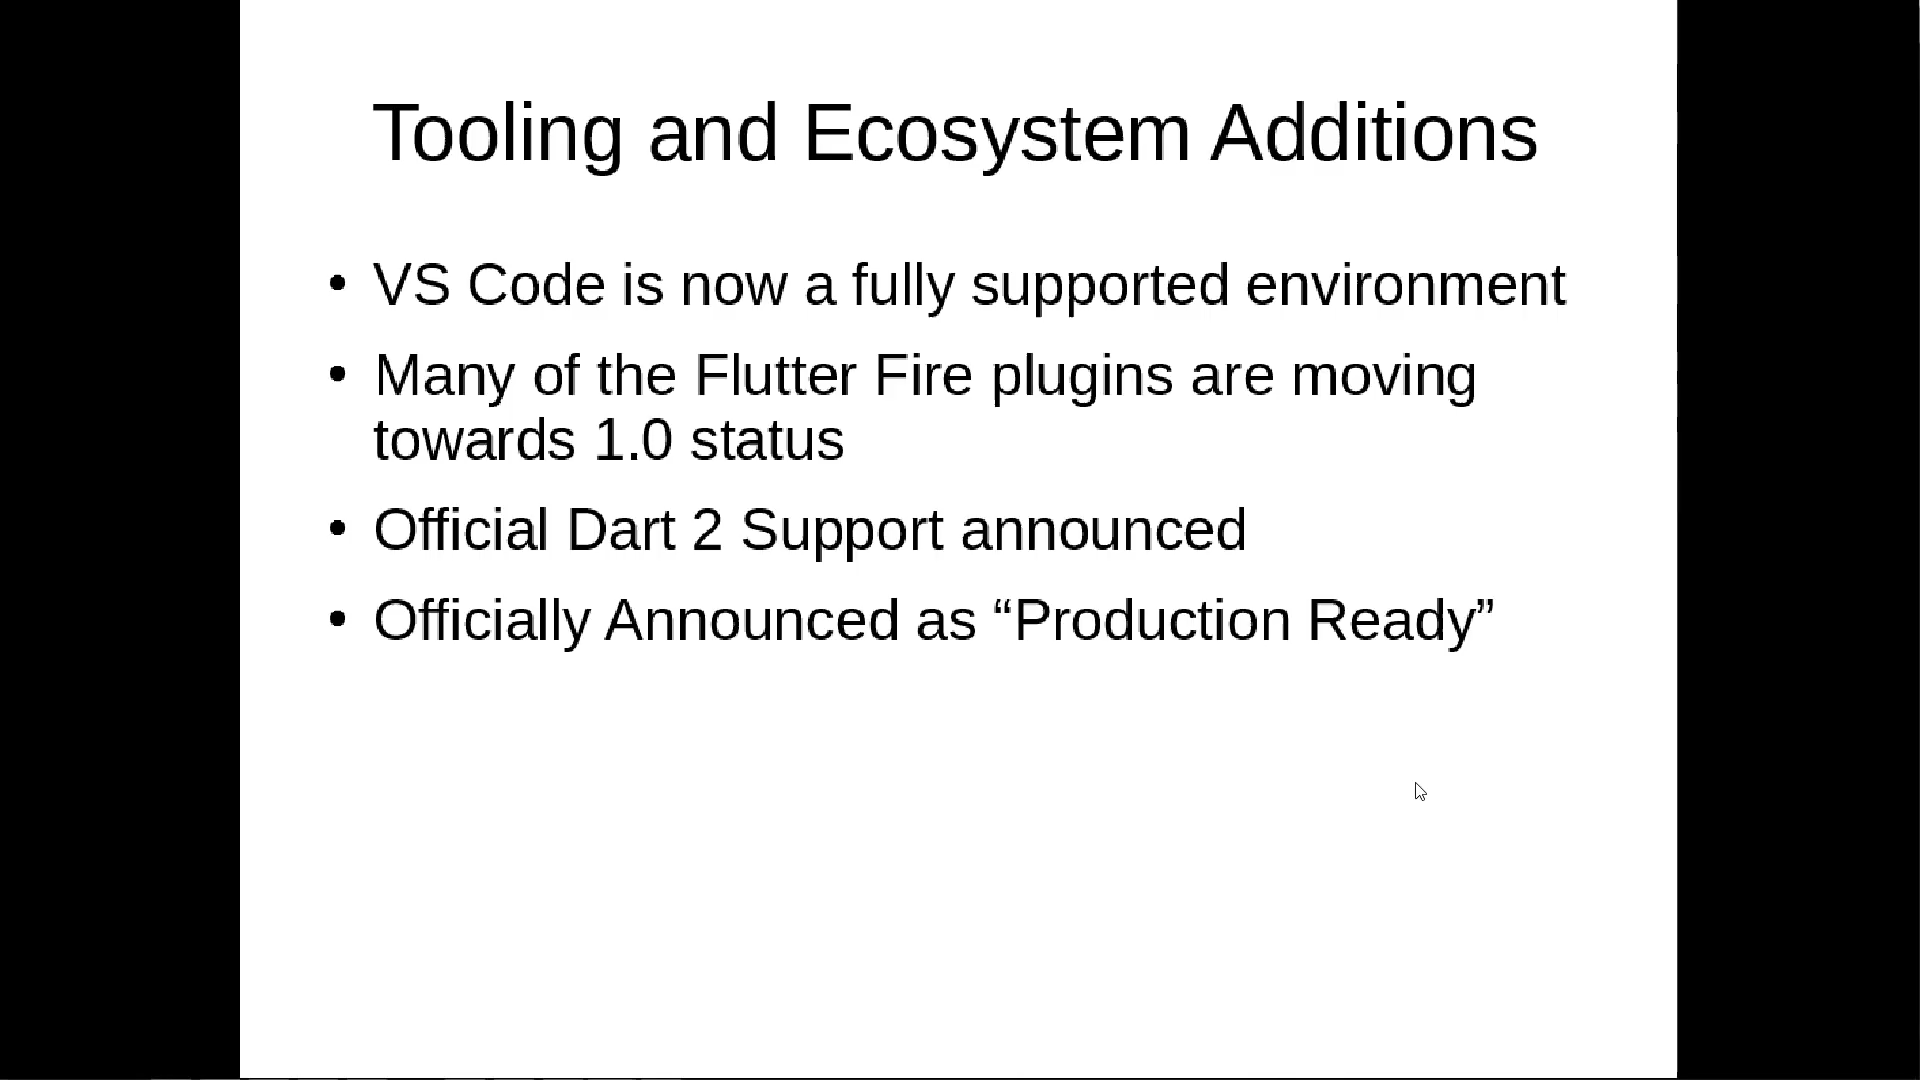 Tooling and Ecosystem Additions
• VS Code is now a fully supported environment
• Many of the Flutter Fire plugins are moving
towards 1.0 status
• Official Dart 2 Support announced
• Officially Announced as “Production Ready”